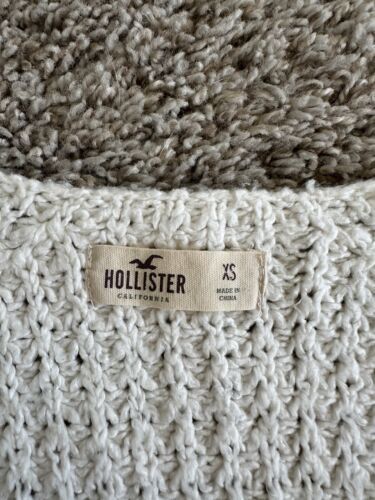 HOLLISTER
CALIFORNIA
XS
MADE IN
CHINA